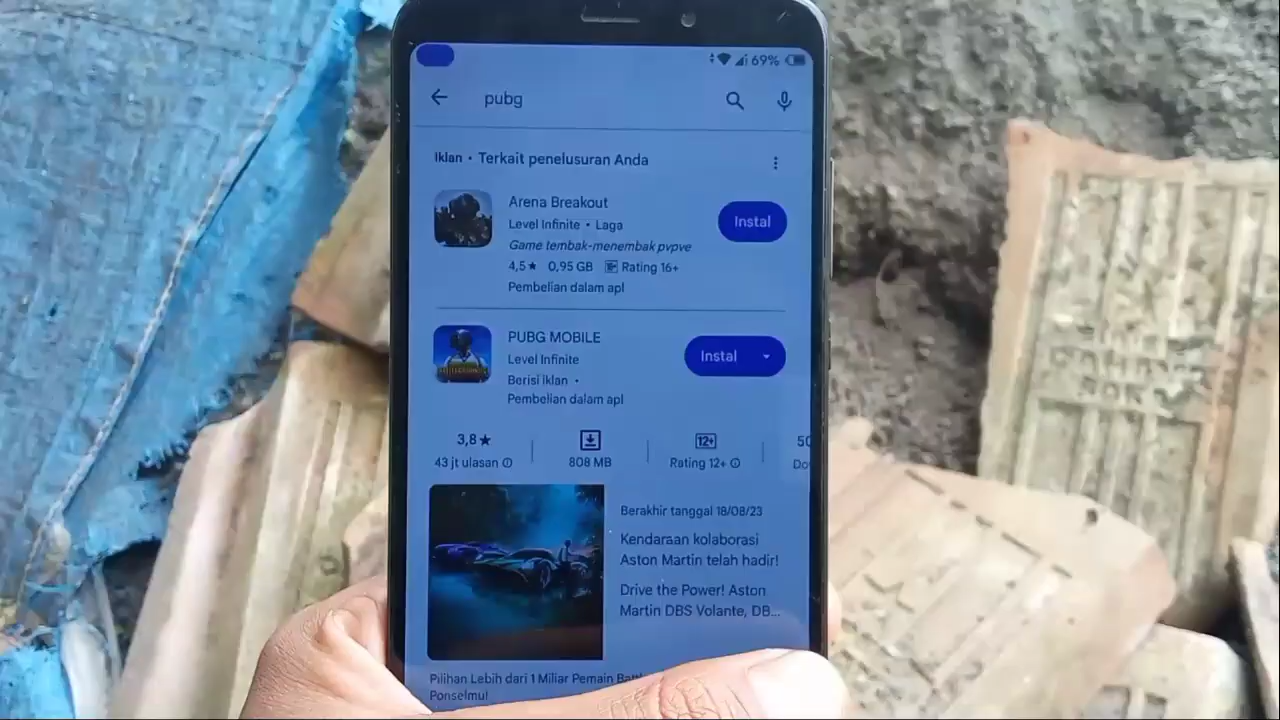 69%
pubg
Iklan • Terkait penelusuran Anda
Arena Breakout
Level Infinite • Laga
Instal
Game tembak-menembak pvpve
4,5★ 0,95 GB Rating 16+
Pembelian dalam apl
PUBG MOBILE
Level Infinite
Instal
Berisi iklan •
Pembelian dalam apl
3,8★ 12+ 50
43 jt ulasan 808 MB Rating 12+ Do
Berakhir tanggal 18/08/23
Kendaraan kolaborasi
Aston Martin telah hadir!
Drive the Power! Aston
Martin DBS Volante, DB...
Pilihan Lebih dari 1 Miliar Pemain
Ponselmu!